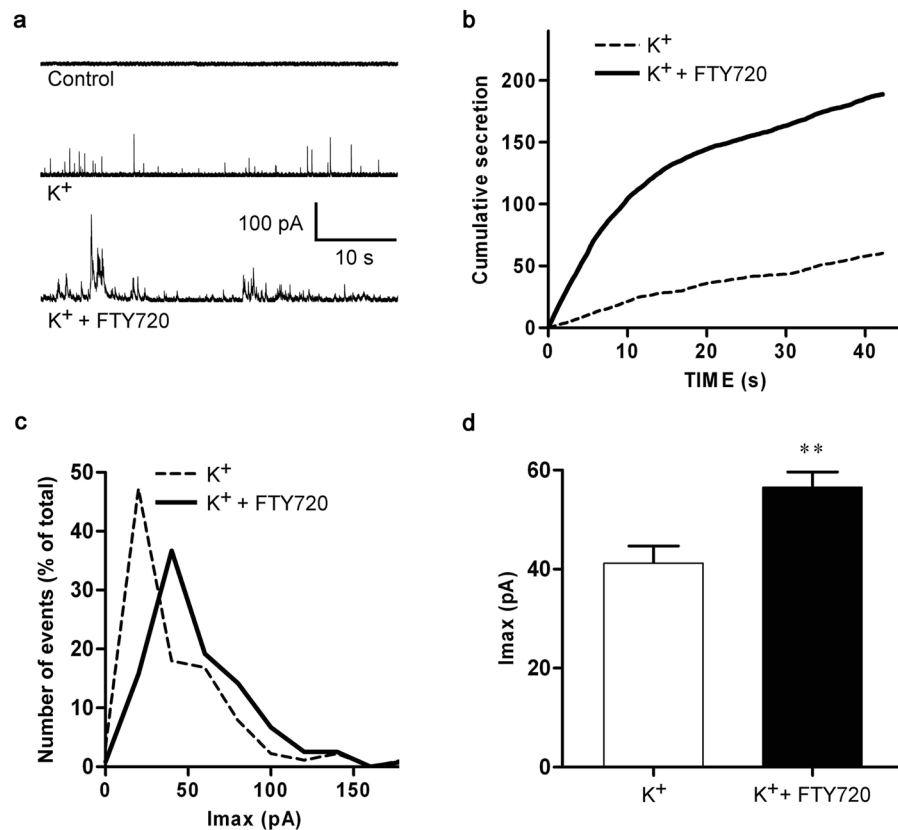 a
Control
K+
100 pA
10 s
K+ + FTY720
b
K+
K+ + FTY720
Cumulative secretion
200
150
100
50
0
0 10 20 30 40
TIME (s)
c
K+
K+ + FTY720
Number of events (% of total)
50
40
30
20
10
0
0 50 100 150
Imax (pA)
d
**
Imax (pA)
60
40
20
0
K+
K+ + FTY720